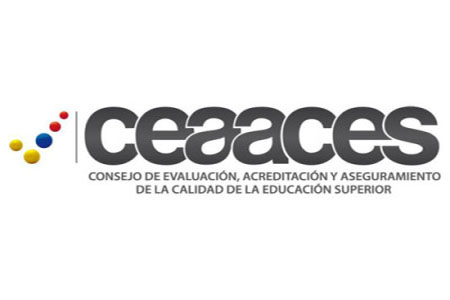 ceaaces
CONSEJO DE EVALUACIÓN, ACREDITACIÓN Y ASEGURAMIENTO
DE LA CALIDAD DE LA EDUCACIÓN SUPERIOR